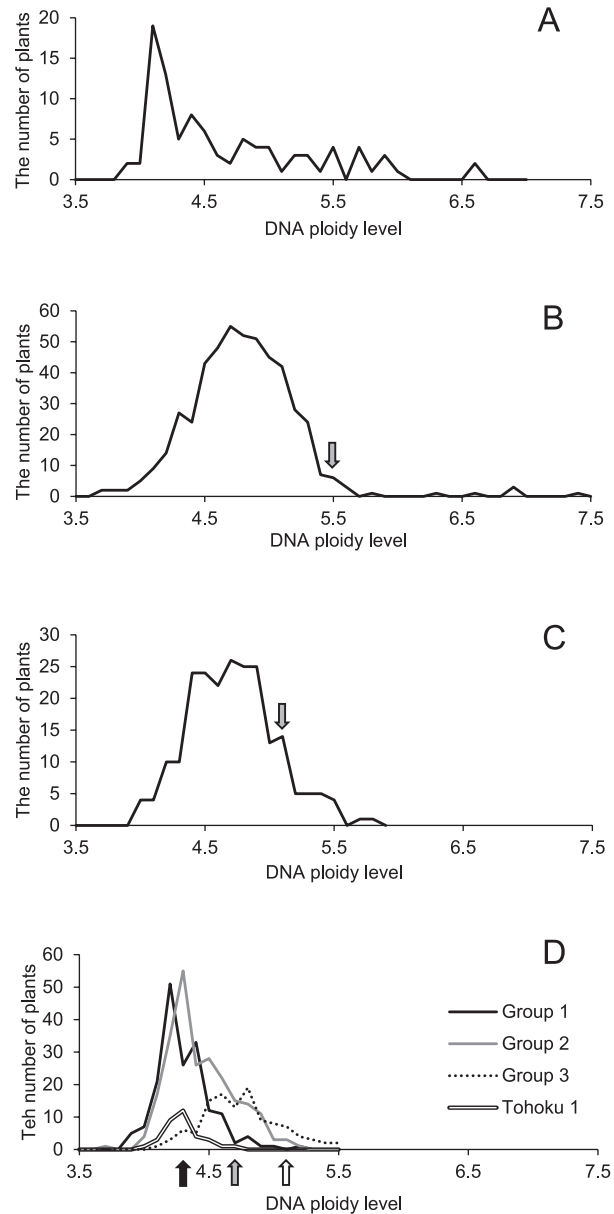 A
20
15
10
5
0
The number of plants
3.5 4.5 5.5 6.5 7.5
DNA ploidy level
B
60
50
40
30
20
10
0
The number of plants
3.5 4.5 5.5 6.5 7.5
DNA ploidy level
C
30
25
20
15
10
5
0
The number of plants
3.5 4.5 5.5 6.5 7.5
DNA ploidy level
D
60
50
40
30
20
10
0
Teh number of plants
Group 1
Group 2
Group 3
Tohoku 1
3.5 4.5 5.5 6.5 7.5
DNA ploidy level